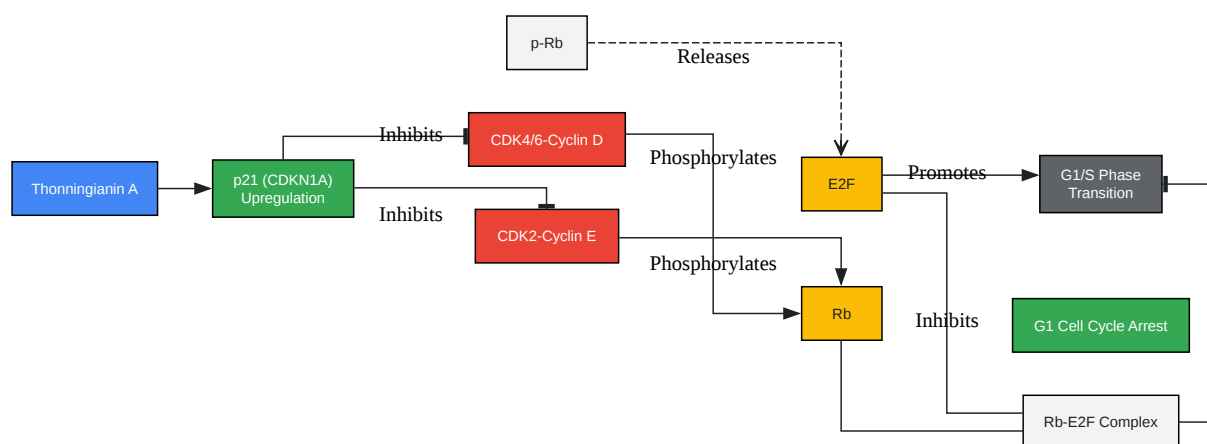 p-Rb
Releases
Inhibits
CDK4/6-Cyclin D
Phosphorylates
Thonningianin A
p21 (CDKN1A)
Upregulation
E2F
Promotes
G1/S Phase
Transition
Inhibits
CDK2-Cyclin E
Phosphorylates
Rb
Inhibits
G1 Cell Cycle Arrest
Rb-E2F Complex